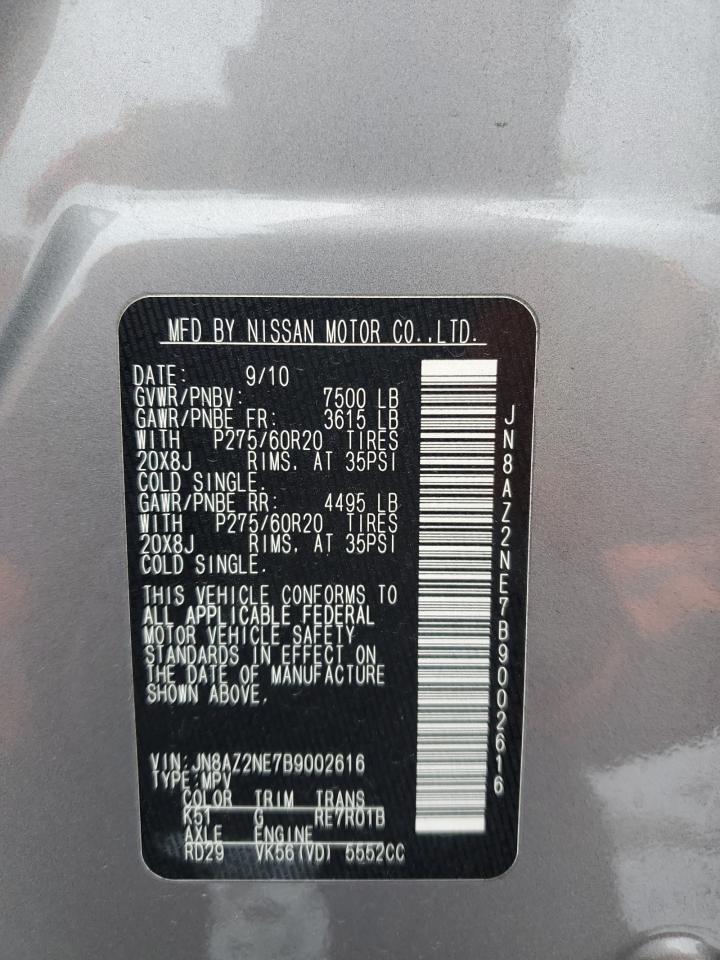 MFD BY NISSAN MOTOR CO.,LTD.
DATE: 9/10
GVWR/PNBV: 7500 LB
GAWR/PNBE FR: 3615 LB
WITH P275/60R20 TIRES
20X8J RIMS. AT 35PSI
COLD SINGLE.
GAWR/PNBE RR: 4495 LB
WITH P275/60R20 TIRES
20X8J RIMS. AT 35PSI
COLD SINGLE.
THIS VEHICLE CONFORMS TO
ALL APPLICABLE FEDERAL
MOTOR VEHICLE SAFETY
STANDARDS IN EFFECT ON
THE DATE OF MANUFACTURE
SHOWN ABOVE.
VIN:JN8AZ2NE7B9002616
TYPE:MPV
COLOR TRIM TRANS
K51 G RE7R01B
AXLE ENGINE
RD29 VK56(VD) 5552CC
JN8AZ2NE7B9002616